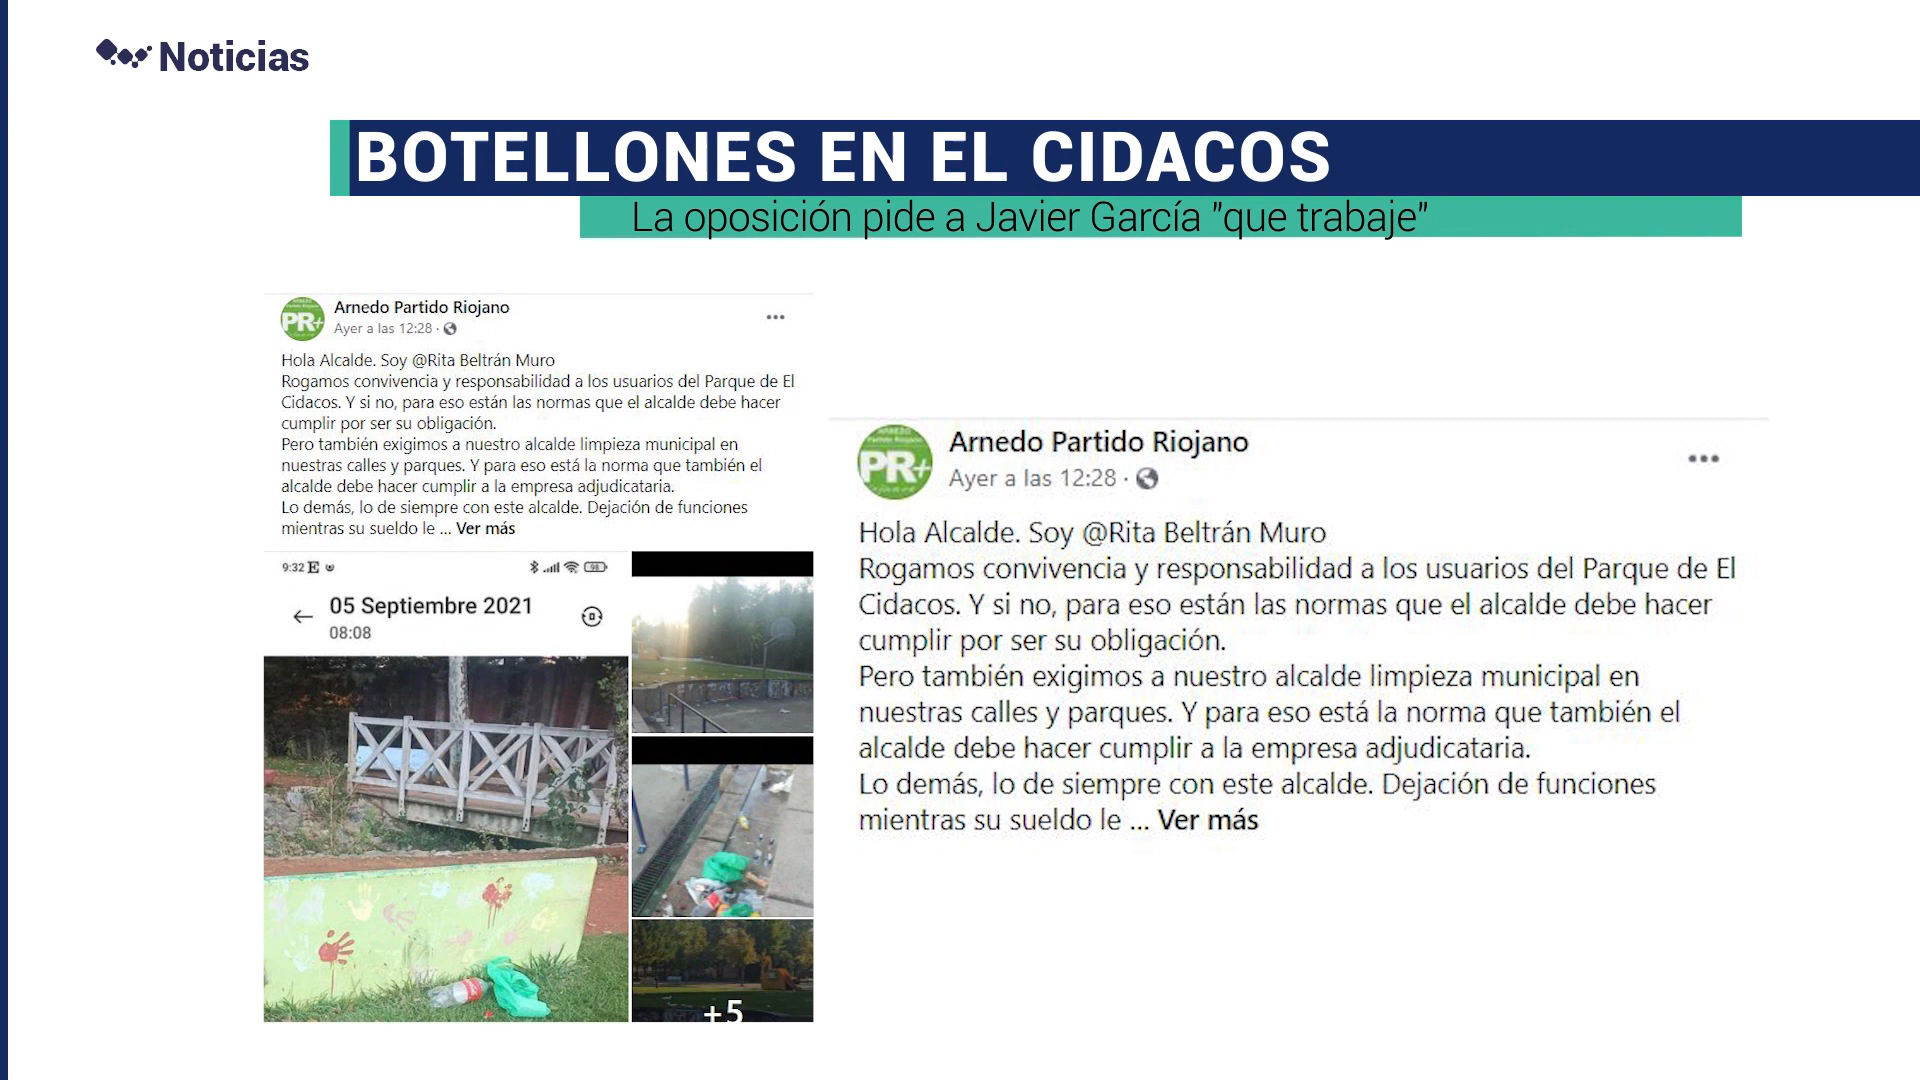 Noticias
BOTELLONES EN EL CIDACOS
La oposición pide a Javier García "que trabaje"
PR+
Arnedo Partido Riojano
Ayer a las 12:28 ·
Hola Alcalde. Soy @Rita Beltrán Muro
Rogamos convivencia y responsabilidad a los usuarios del Parque de El
Cidacos. Y si no, para eso están las normas que el alcalde debe hacer
cumplir por ser su obligación.
Pero también exigimos a nuestro alcalde limpieza municipal en
nuestras calles y parques. Y para eso está la norma que también el
alcalde debe hacer cumplir a la empresa adjudicataria.
Lo demás, lo de siempre con este alcalde. Dejación de funciones
mientras su sueldo le ... Ver más
9:32
98
05 Septiembre 2021
08:08
+5
PR+
Arnedo Partido Riojano
Ayer a las 12:28 ·
Hola Alcalde. Soy @Rita Beltrán Muro
Rogamos convivencia y responsabilidad a los usuarios del Parque de El
Cidacos. Y si no, para eso están las normas que el alcalde debe hacer
cumplir por ser su obligación.
Pero también exigimos a nuestro alcalde limpieza municipal en
nuestras calles y parques. Y para eso está la norma que también el
alcalde debe hacer cumplir a la empresa adjudicataria.
Lo demás, lo de siempre con este alcalde. Dejación de funciones
mientras su sueldo le ... Ver más